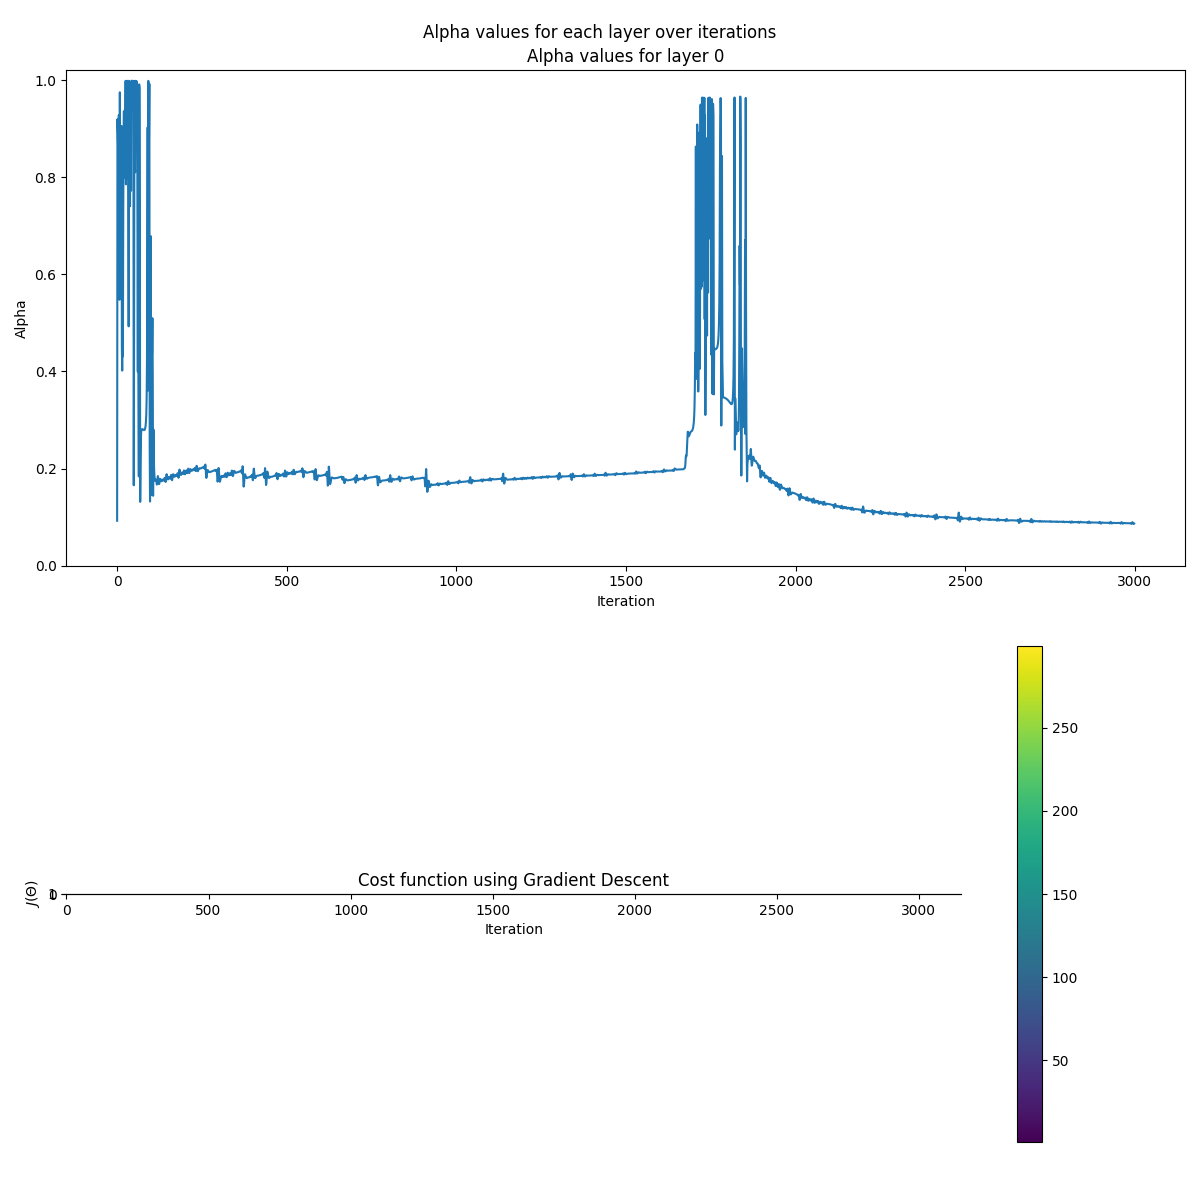 Alpha values for each layer over iterations
Alpha values for layer 0
1.0
0.8
0.6
0.4
0.2
0.0
Alpha
0 500 1000 1500 2000 2500 3000
Iteration
250
200
150
100
50
Cost function using Gradient Descent
J(Θ)
0
0 500 1000 1500 2000 2500 3000
Iteration